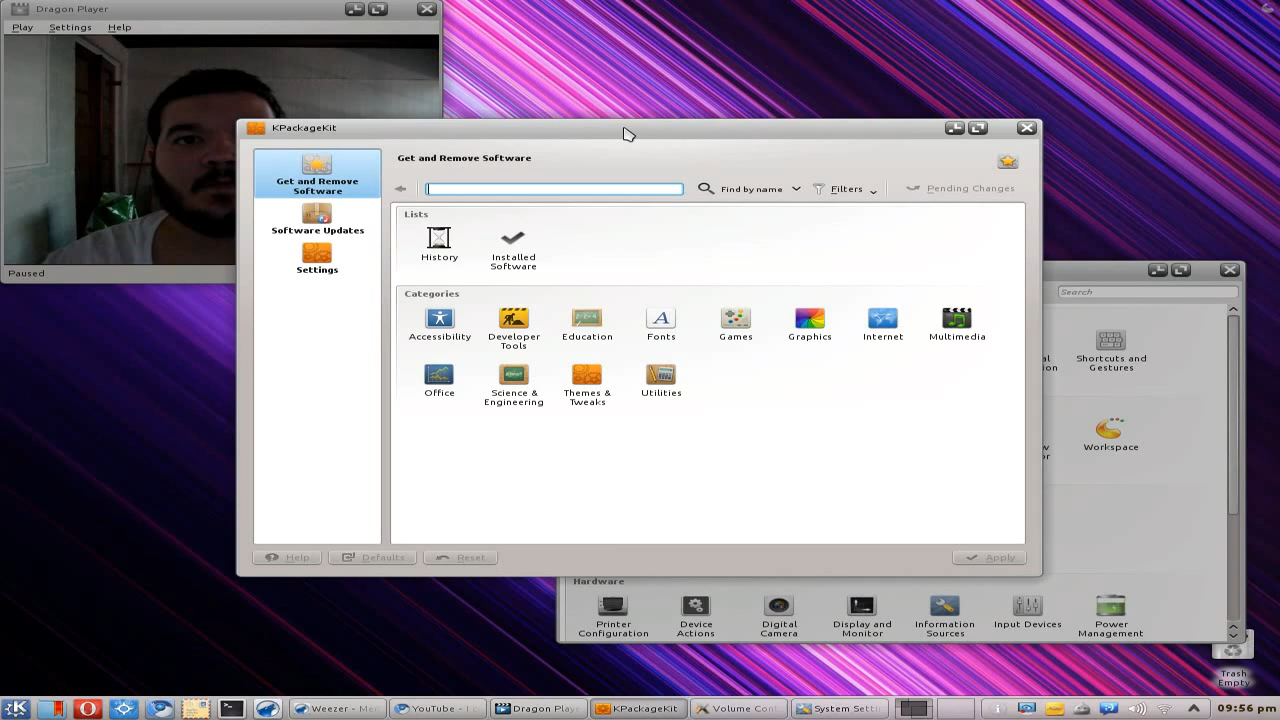 Dragon Player
Play Settings Help
Paused
KPackageKit
Get and Remove Software
Software Updates
Settings
Get and Remove Software
Find by name
Filters
Pending Changes
Lists
History
Installed Software
Categories
Accessibility
Developer Tools
Education
Fonts
Games
Graphics
Internet
Multimedia
Office
Science & Engineering
Themes & Tweaks
Utilities
Help
Defaults
Reset
Apply
Search
Shortcuts and Gestures
Workspace
Hardware
Printer Configuration
Device Actions
Digital Camera
Display and Monitor
Information Sources
Input Devices
Power Management
Trash
Empty
Weezer - Me
YouTube -
Dragon Playe
KPackageKit
Volume Cont
System Setti
09:56 pm